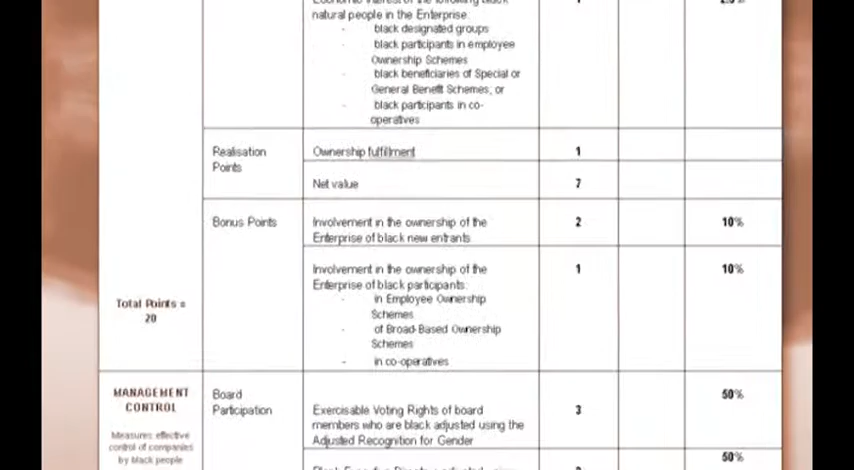 natural people in the Enterprise:
- black designated groups
- black participants in employee
Ownership Schemes
- black beneficiaries of Special or
General Benefit Schemes, or
- black participants in co-
operatives
Realisation
Points
Ownership fulfilment
1
Net value
7
Bonus Points
Involvement in the ownership of the
Enterprise of black new entrants
2
10%
Involvement in the ownership of the
Enterprise of black participants:
1
10%
- in Employee Ownership
Schemes
- of Broad-Based Ownership
Schemes
- in co-operatives
Total Points =
20
MANAGEMENT
CONTROL
Measures effective
control of companies
by black people
Board
Participation
Exercisable Voting Rights of board
members who are black adjusted using the
Adjusted Recognition for Gender
3
50%
50%